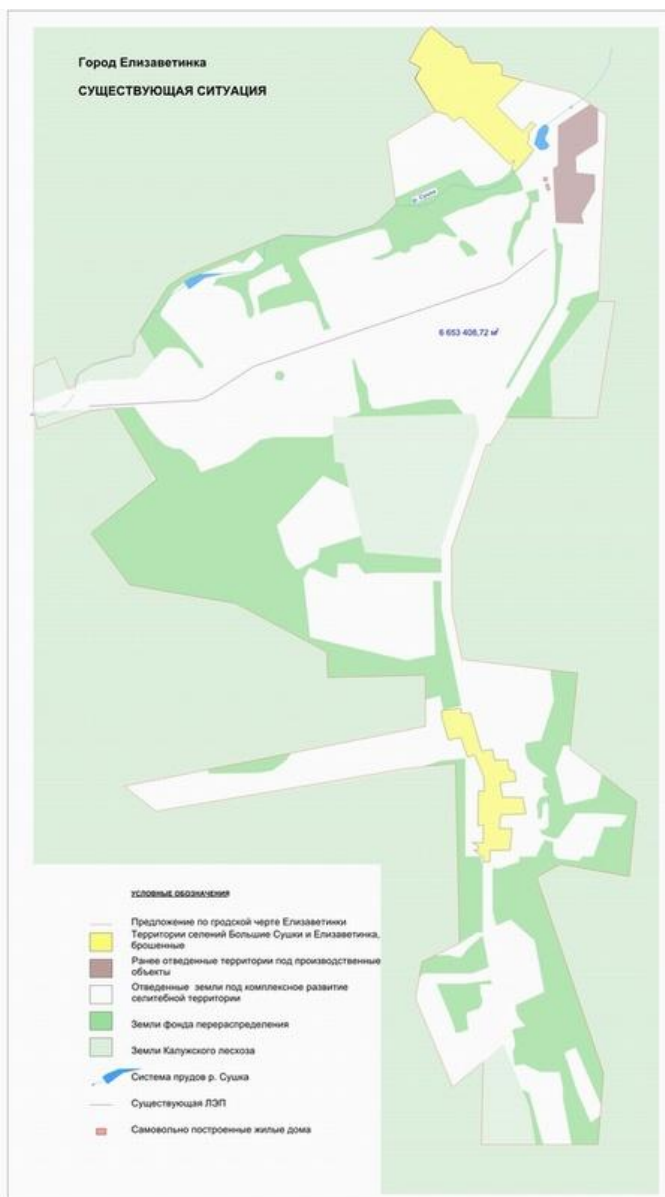 Город Елизаветинка
СУЩЕСТВУЮЩАЯ СИТУАЦИЯ
р. Сушка
6 653 408,72 м²
УСЛОВНЫЕ ОБОЗНАЧЕНИЯ
Предложение по гродской черте Елизаветинки
Территории селений Большие Сушки и Елизаветинка,
брошенные
Ранее отведенные территории под производственные
объекты
Отведенные земли под комплексное развитие
селитебной территории
Земли фонда перераспределения
Земли Калужского лесхоза
Система прудов р. Сушка
Существующая ЛЭП
Самовольно построенные жилые дома